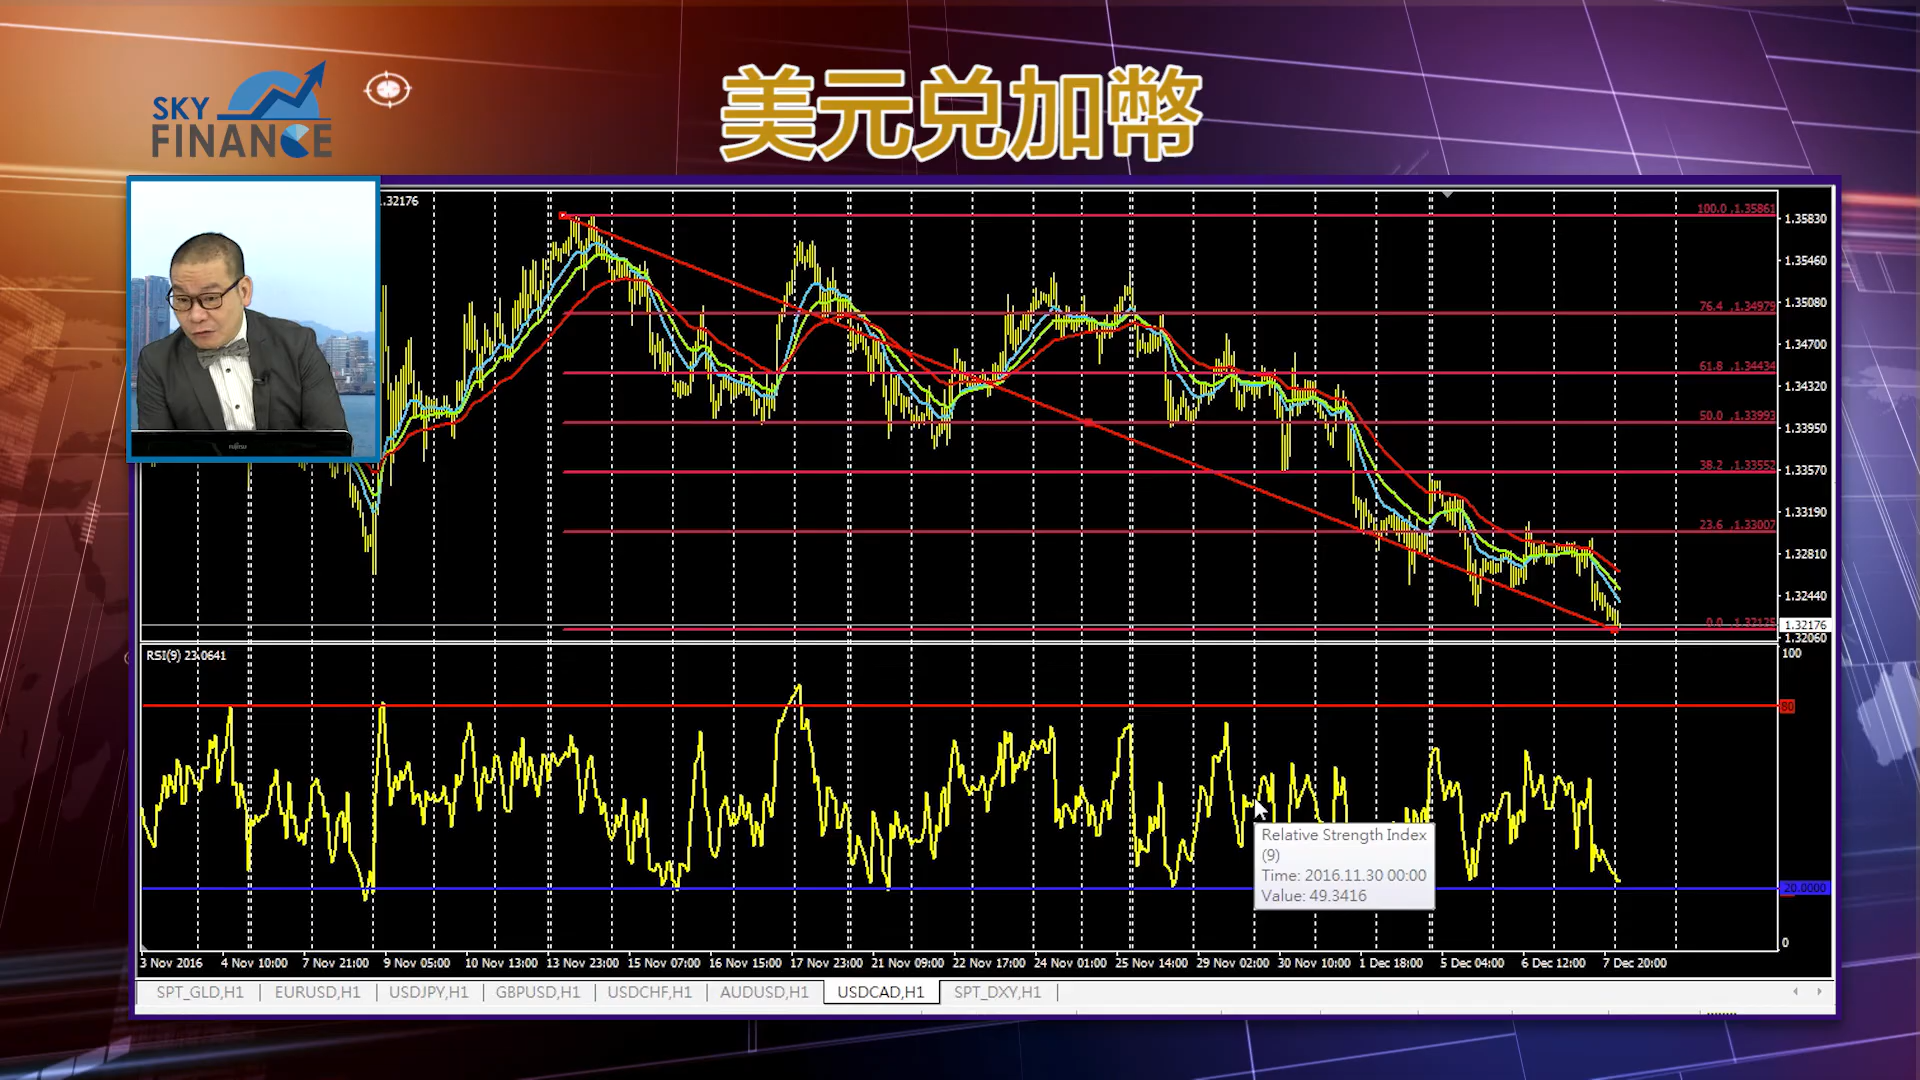 美元兑加幣
SKY
FINANCE
.32176
100.0 1.35861
76.4 1.34979
61.8 1.34434
50.0 1.33993
38.2 1.33552
23.6 1.33007
0.0 1.32125
1.35830
1.35460
1.35080
1.34700
1.34320
1.33950
1.33570
1.33190
1.32810
1.32440
1.32176
1.32060
FUJITSU
RSI(9) 23.0641
100
80
20.0000
0
Relative Strength Index
(9)
Time: 2016.11.30 00:00
Value: 49.3416
3 Nov 2016 4 Nov 10:00 7 Nov 21:00 9 Nov 05:00 10 Nov 13:00 13 Nov 23:00 15 Nov 07:00 16 Nov 15:00 17 Nov 23:00 21 Nov 09:00 22 Nov 17:00 24 Nov 01:00 25 Nov 14:00 29 Nov 02:00 30 Nov 10:00 1 Dec 18:00 5 Dec 04:00 6 Dec 12:00 7 Dec 20:00
SPT_GLD,H1 EURUSD,H1 USDJPY,H1 GBPUSD,H1 USDCHF,H1 AUDUSD,H1 USDCAD,H1 SPT_DXY,H1